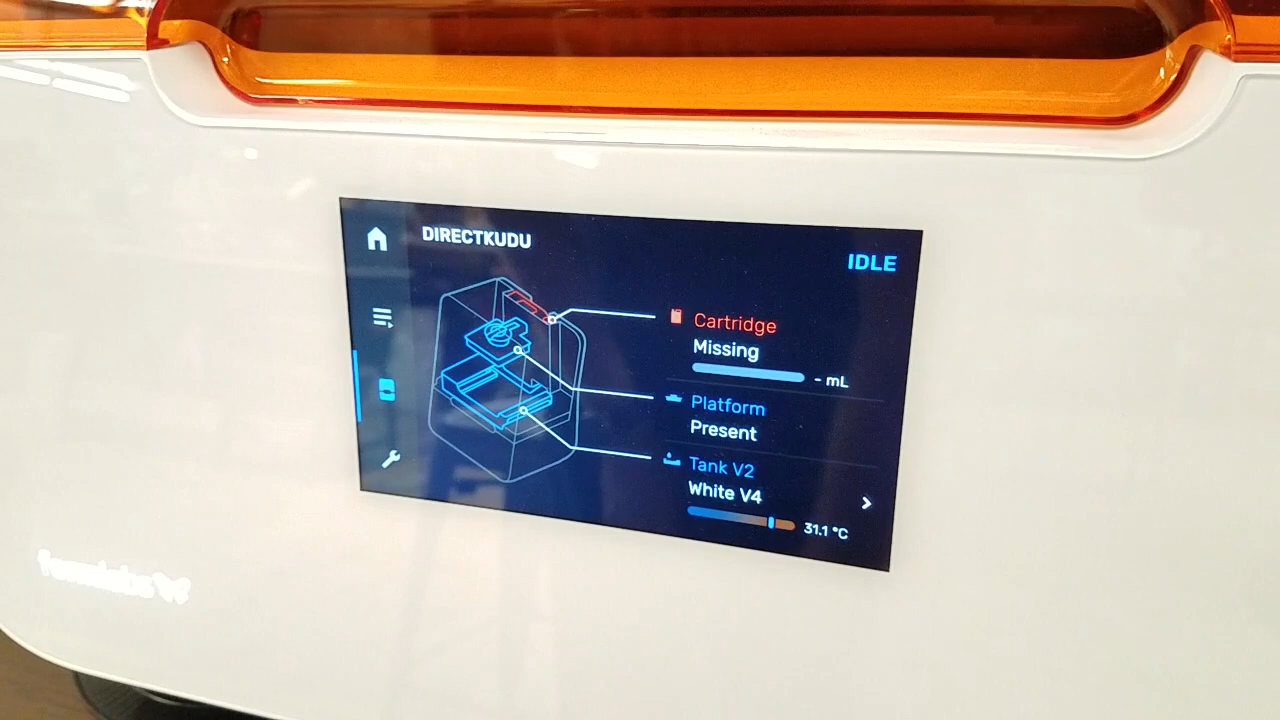 DIRECTKUDU
IDLE
Cartridge
Missing
- mL
Platform
Present
Tank V2
White V4
31.1 °C